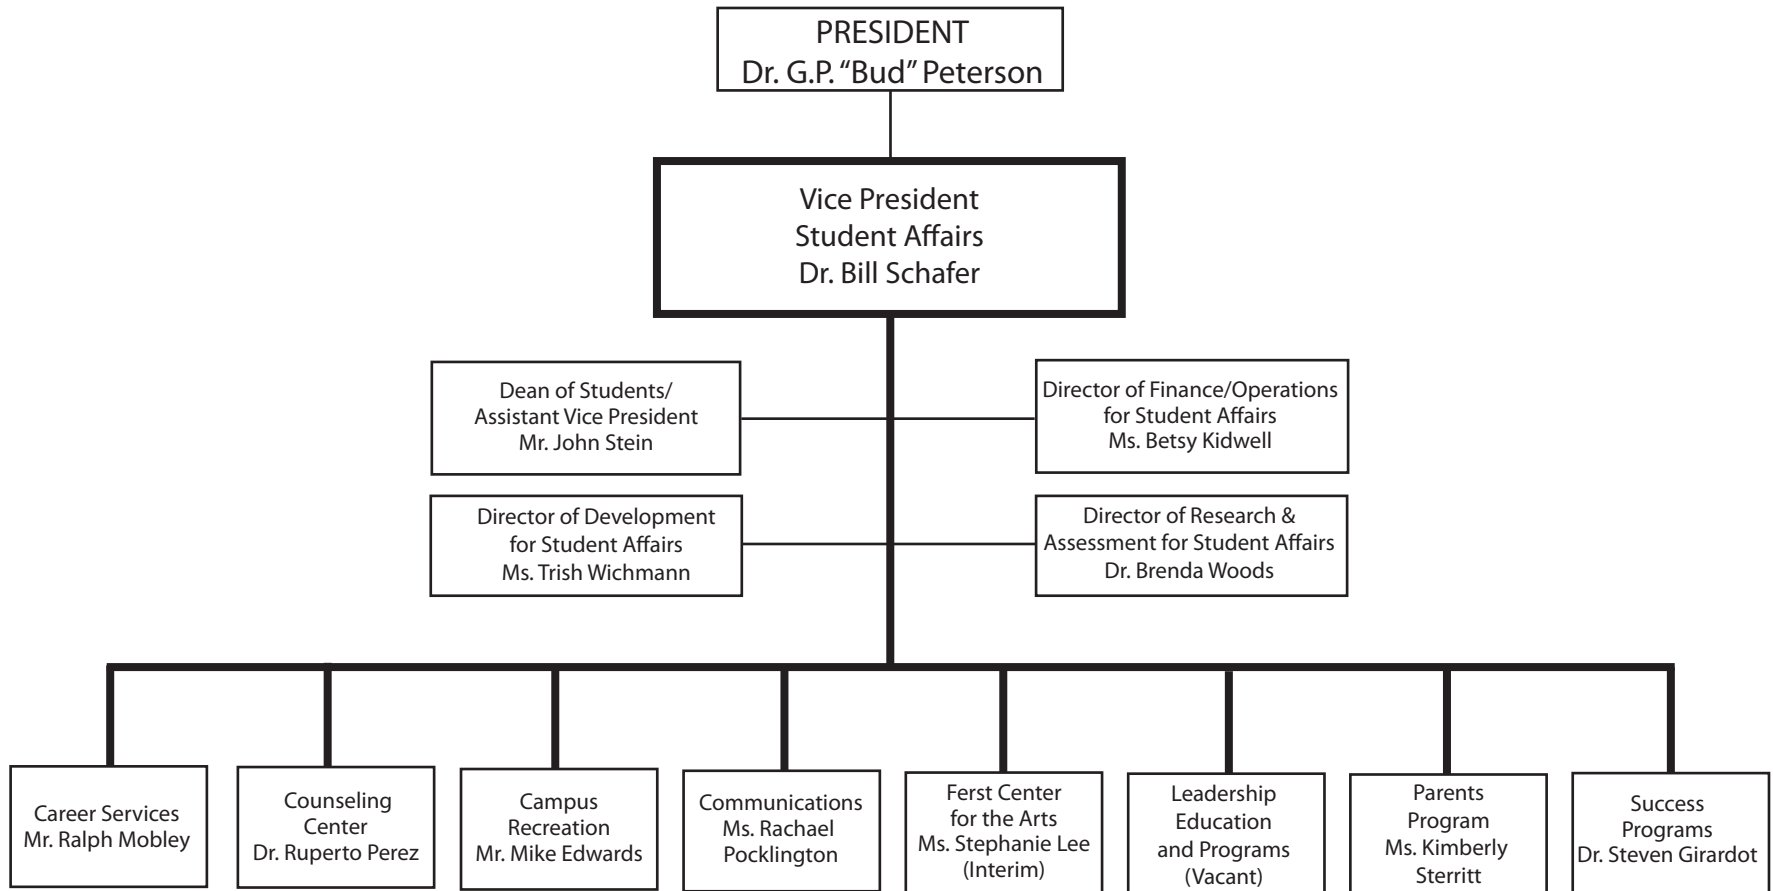 PRESIDENT
Dr. G.P. “Bud” Peterson
Vice President
Student Affairs
Dr. Bill Schafer
Dean of Students/
Assistant Vice President
Mr. John Stein
Director of Finance/Operations
for Student Affairs
Ms. Betsy Kidwell
Director of Development
for Student Affairs
Ms. Trish Wichmann
Director of Research &
Assessment for Student Affairs
Dr. Brenda Woods
Career Services
Mr. Ralph Mobley
Counseling
Center
Dr. Ruperto Perez
Campus
Recreation
Mr. Mike Edwards
Communications
Ms. Rachael
Pocklington
Ferst Center
for the Arts
Ms. Stephanie Lee
(Interim)
Leadership
Education
and Programs
(Vacant)
Parents
Program
Ms. Kimberly
Sterritt
Success
Programs
Dr. Steven Girardot